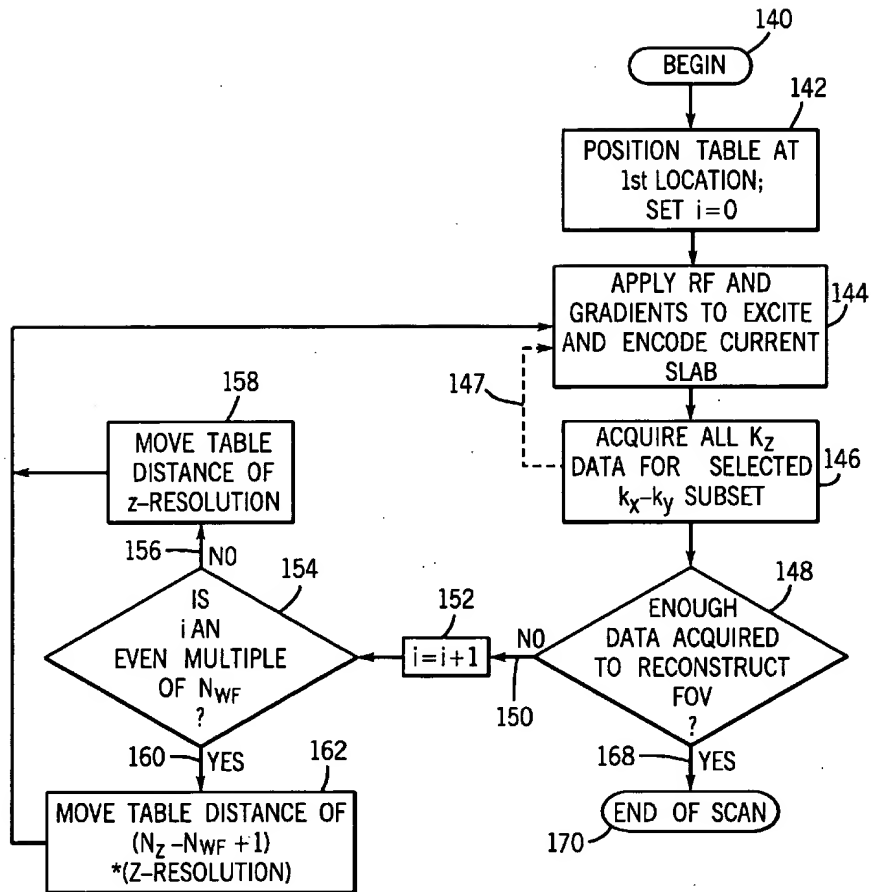 140
BEGIN
142
POSITION TABLE AT
1st LOCATION;
SET i=0
APPLY RF AND
GRADIENTS TO EXCITE
AND ENCODE CURRENT
SLAB
144
147
158
MOVE TABLE
DISTANCE OF
z-RESOLUTION
ACQUIRE ALL Kz
DATA FOR SELECTED
kx-ky SUBSET
146
156
NO
154
IS
i AN
EVEN MULTIPLE
OF NWF
?
152
i=i+1
NO
150
148
ENOUGH
DATA ACQUIRED
TO RECONSTRUCT
FOV
?
160
YES
162
MOVE TABLE DISTANCE OF
(Nz-NWF+1)
*(Z-RESOLUTION)
168
YES
170
END OF SCAN